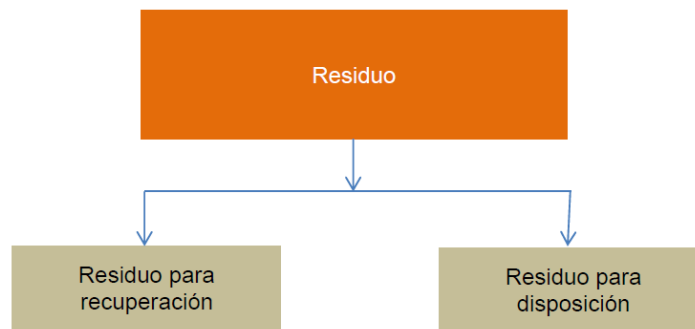 Residuo
Residuo para
recuperación
Residuo para
disposición